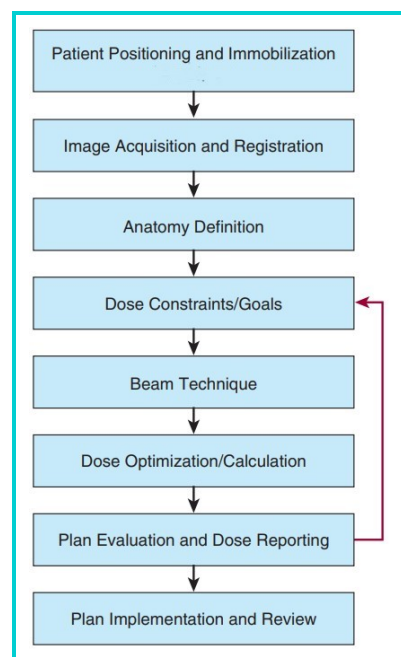 Patient Positioning and Immobilization
Image Acquisition and Registration
Anatomy Definition
Dose Constraints/Goals
Beam Technique
Dose Optimization/Calculation
Plan Evaluation and Dose Reporting
Plan Implementation and Review